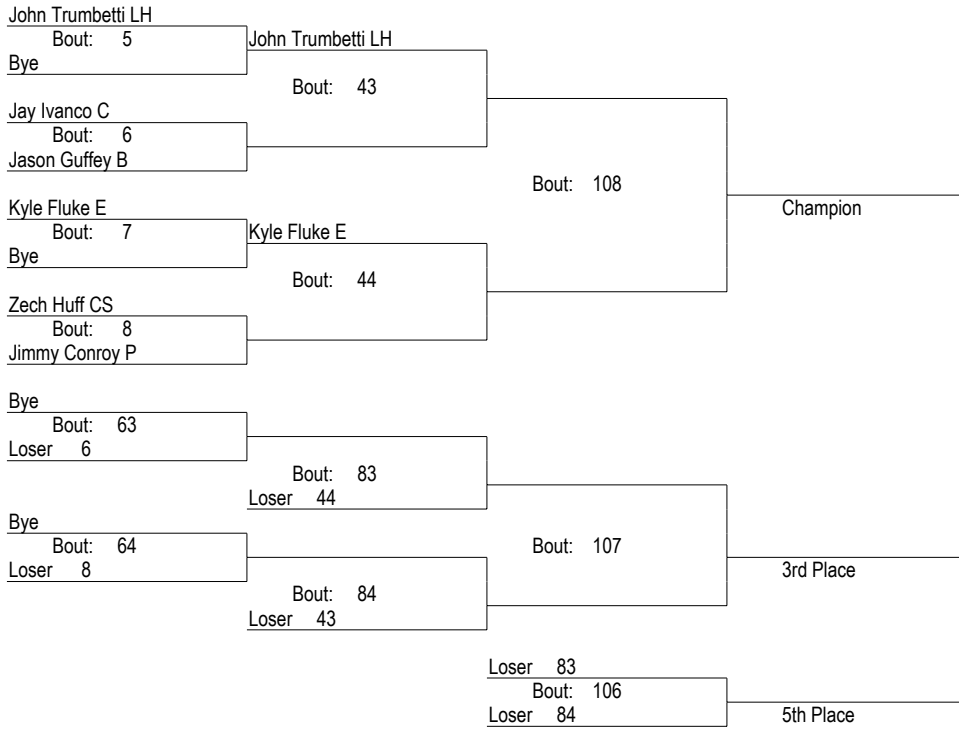 John Trumbetti LH
Bout: 5
John Trumbetti LH
Bye
Bout: 43
Jay Ivanco C
Bout: 6
Jason Guffey B
Bout: 108
Kyle Fluke E
Champion
Bout: 7
Kyle Fluke E
Bye
Bout: 44
Zech Huff CS
Bout: 8
Jimmy Conroy P
Bye
Bout: 63
Loser 6
Bout: 83
Loser 44
Bye
Bout: 64
Bout: 107
Loser 8
3rd Place
Bout: 84
Loser 43
Loser 83
Bout: 106
Loser 84
5th Place